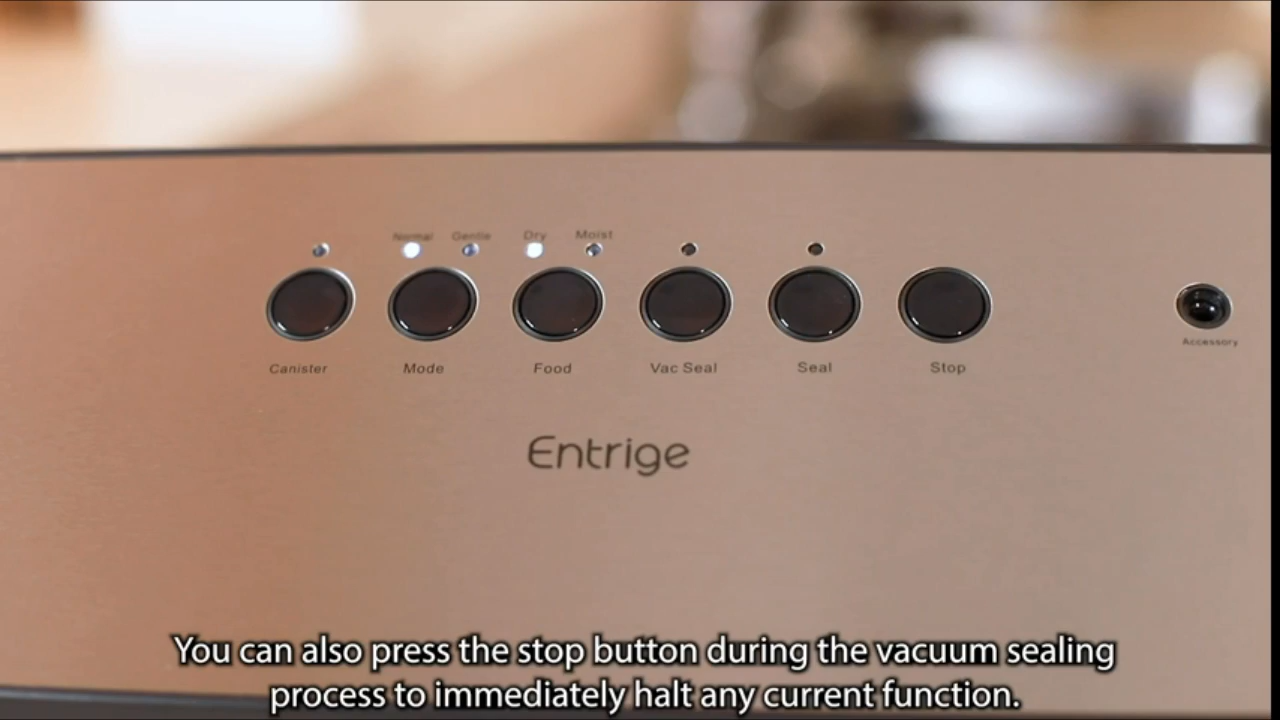 Normal Gentle Dry Moist
Canister Mode Food Vac Seal Seal Stop
Accessory
Entrige
You can also press the stop button during the vacuum sealing
process to immediately halt any current function.